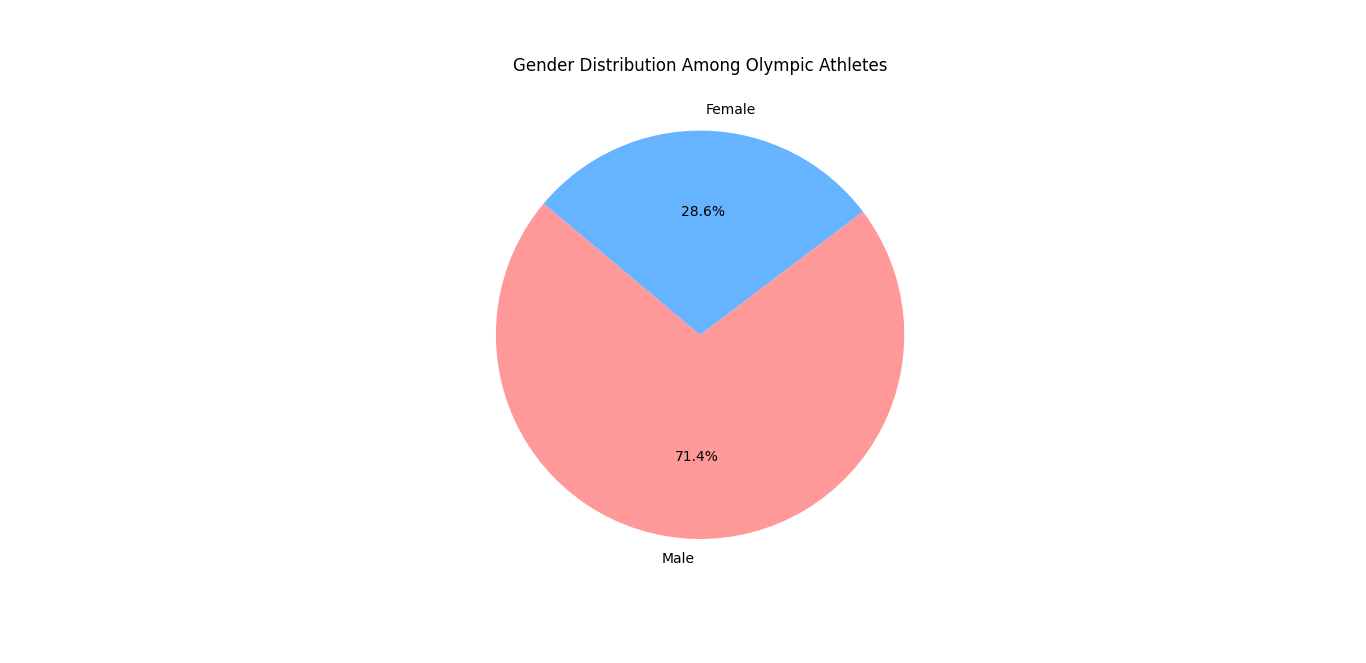 Gender Distribution Among Olympic Athletes
Female
28.6%
71.4%
Male